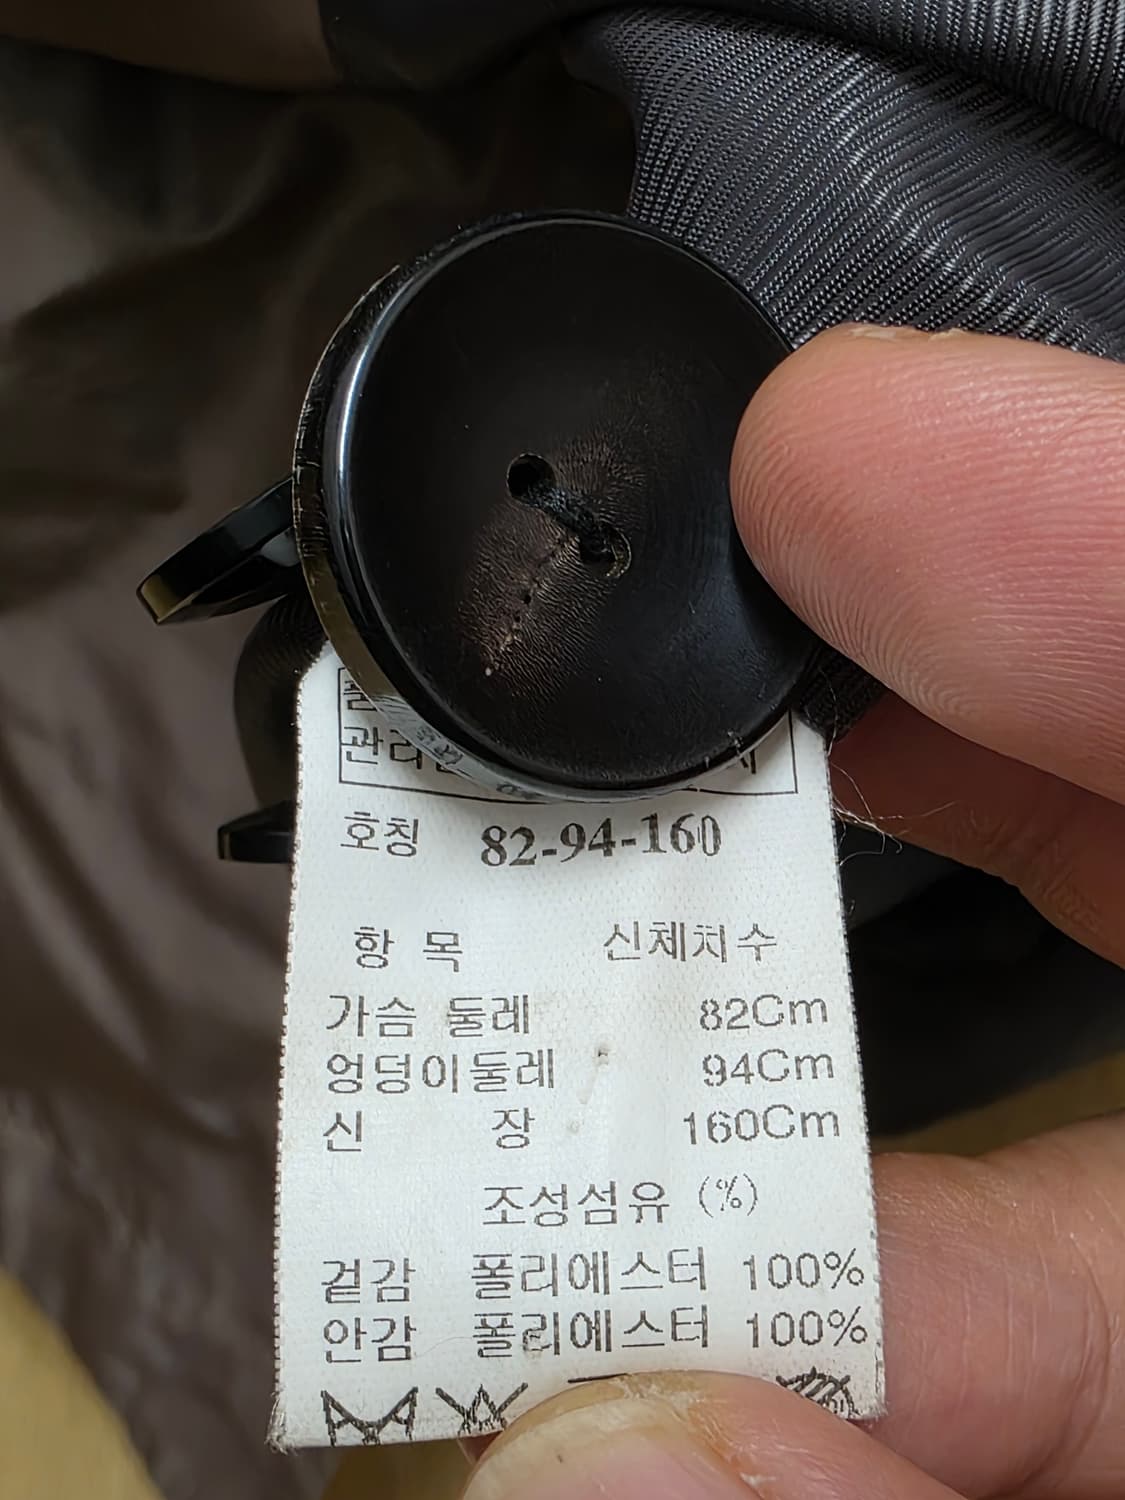 호칭 82-94-160
항 목 신체치수
가슴 둘레 82Cm
엉덩이둘레 94Cm
신 장 160Cm
조성섬유 (%)
겉감 폴리에스터 100%
안감 폴리에스터 100%